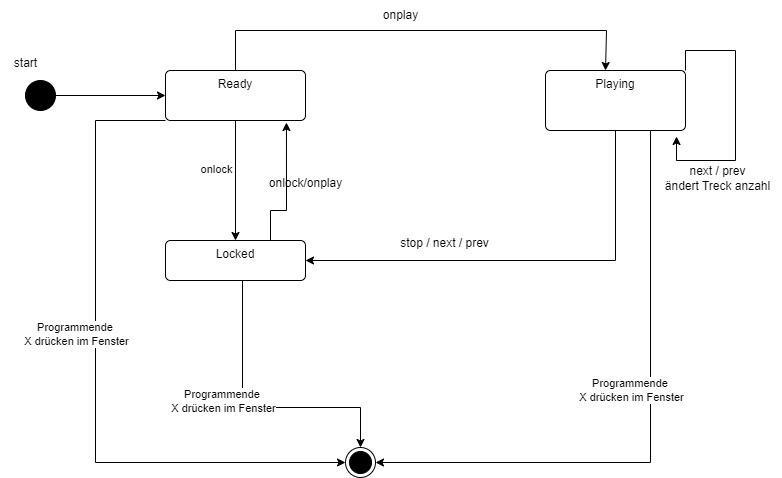 onplay
start
Ready
Playing
onlock
onlock/onplay
next / prev
ändert Treck anzahl
Locked
stop / next / prev
Programmende
X drücken im Fenster
Programmende
X drücken im Fenster
Programmende
X drücken im Fenster